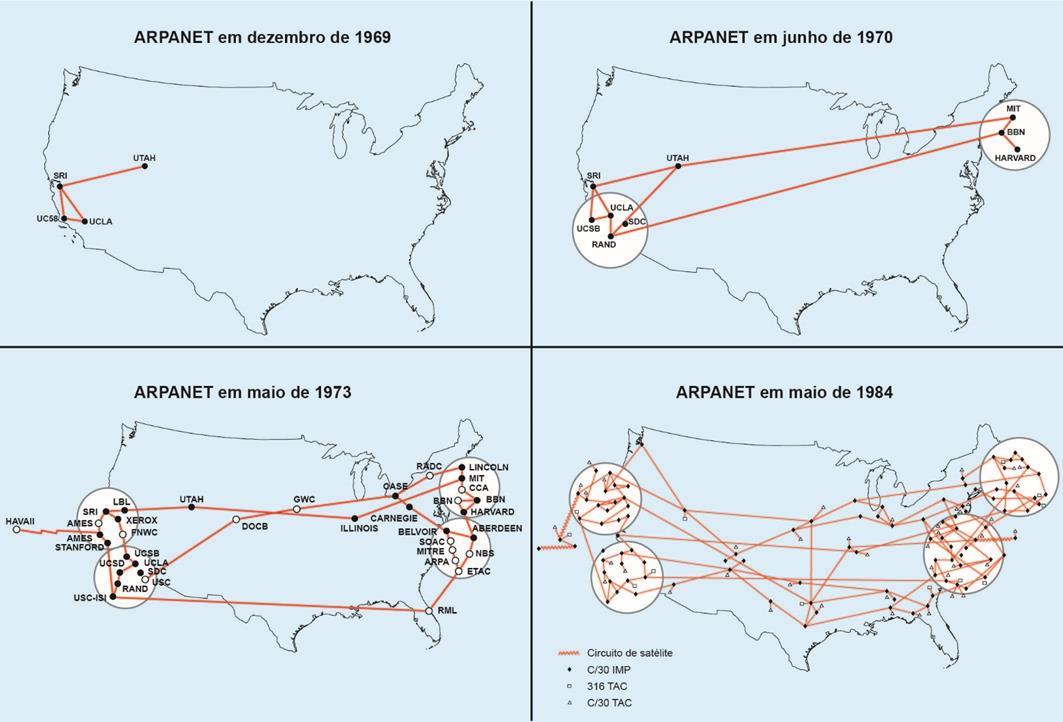 ARPANET em dezembro de 1969
UTAH
SRI
UC58
UCLA
ARPANET em junho de 1970
MIT
BBN
HARVARD
UTAH
SRI
UCLA
SDC
UCSB
RAND
ARPANET em maio de 1973
RADC
LINCOLN
MIT
CCA
CASE
BBN
BBN
HARVARD
LBL
UTAH
GWC
SRI
XEROX
CARNEGIE
HAVAII
AMES
DOCB
ILLINOIS
ABERDEEN
FNWC
BELVOIR
AMES
STANFORD
SOAC
MITRE
NBS
UCSB
UCSD
UCLA
ARPA
SDC
ETAC
USC
RAND
USC-ISI
RML
ARPANET em maio de 1984
Circuito de satélite
C/30 IMP
316 TAC
C/30 TAC